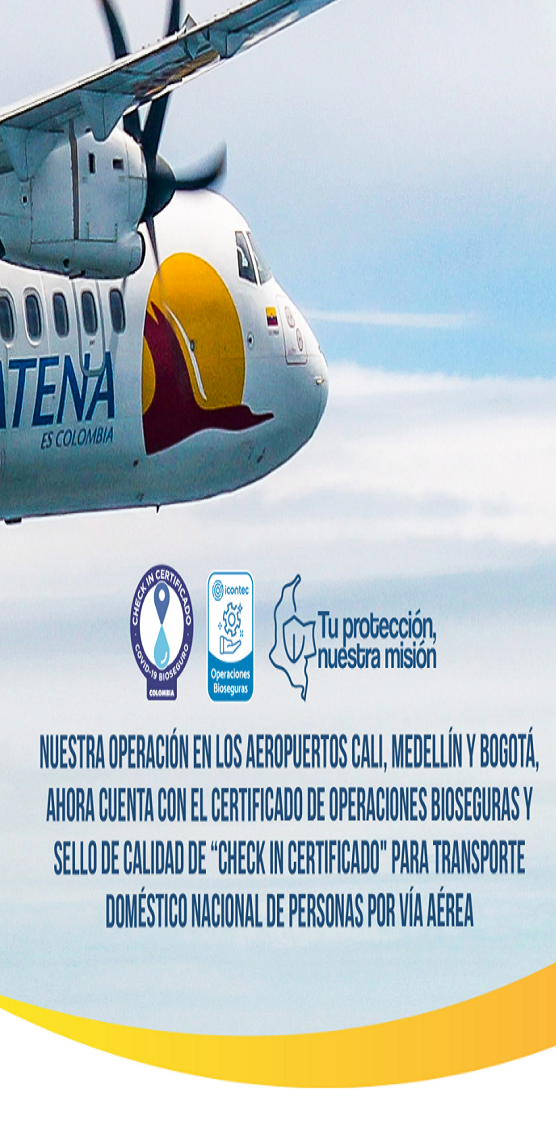 ATENA
ES COLOMBIA
CHECK IN CERTIFICADO
COVID-19 BIOSEGURO
COLOMBIA
icontec
Operaciones
Bioseguras
Tu protección,
nuestra misión
NUESTRA OPERACIÓN EN LOS AEROPUERTOS CALI, MEDELLÍN Y BOGOTÁ,
AHORA CUENTA CON EL CERTIFICADO DE OPERACIONES BIOSEGURAS Y
SELLO DE CALIDAD DE “CHECK IN CERTIFICADO" PARA TRANSPORTE
DOMÉSTICO NACIONAL DE PERSONAS POR VÍA AÉREA